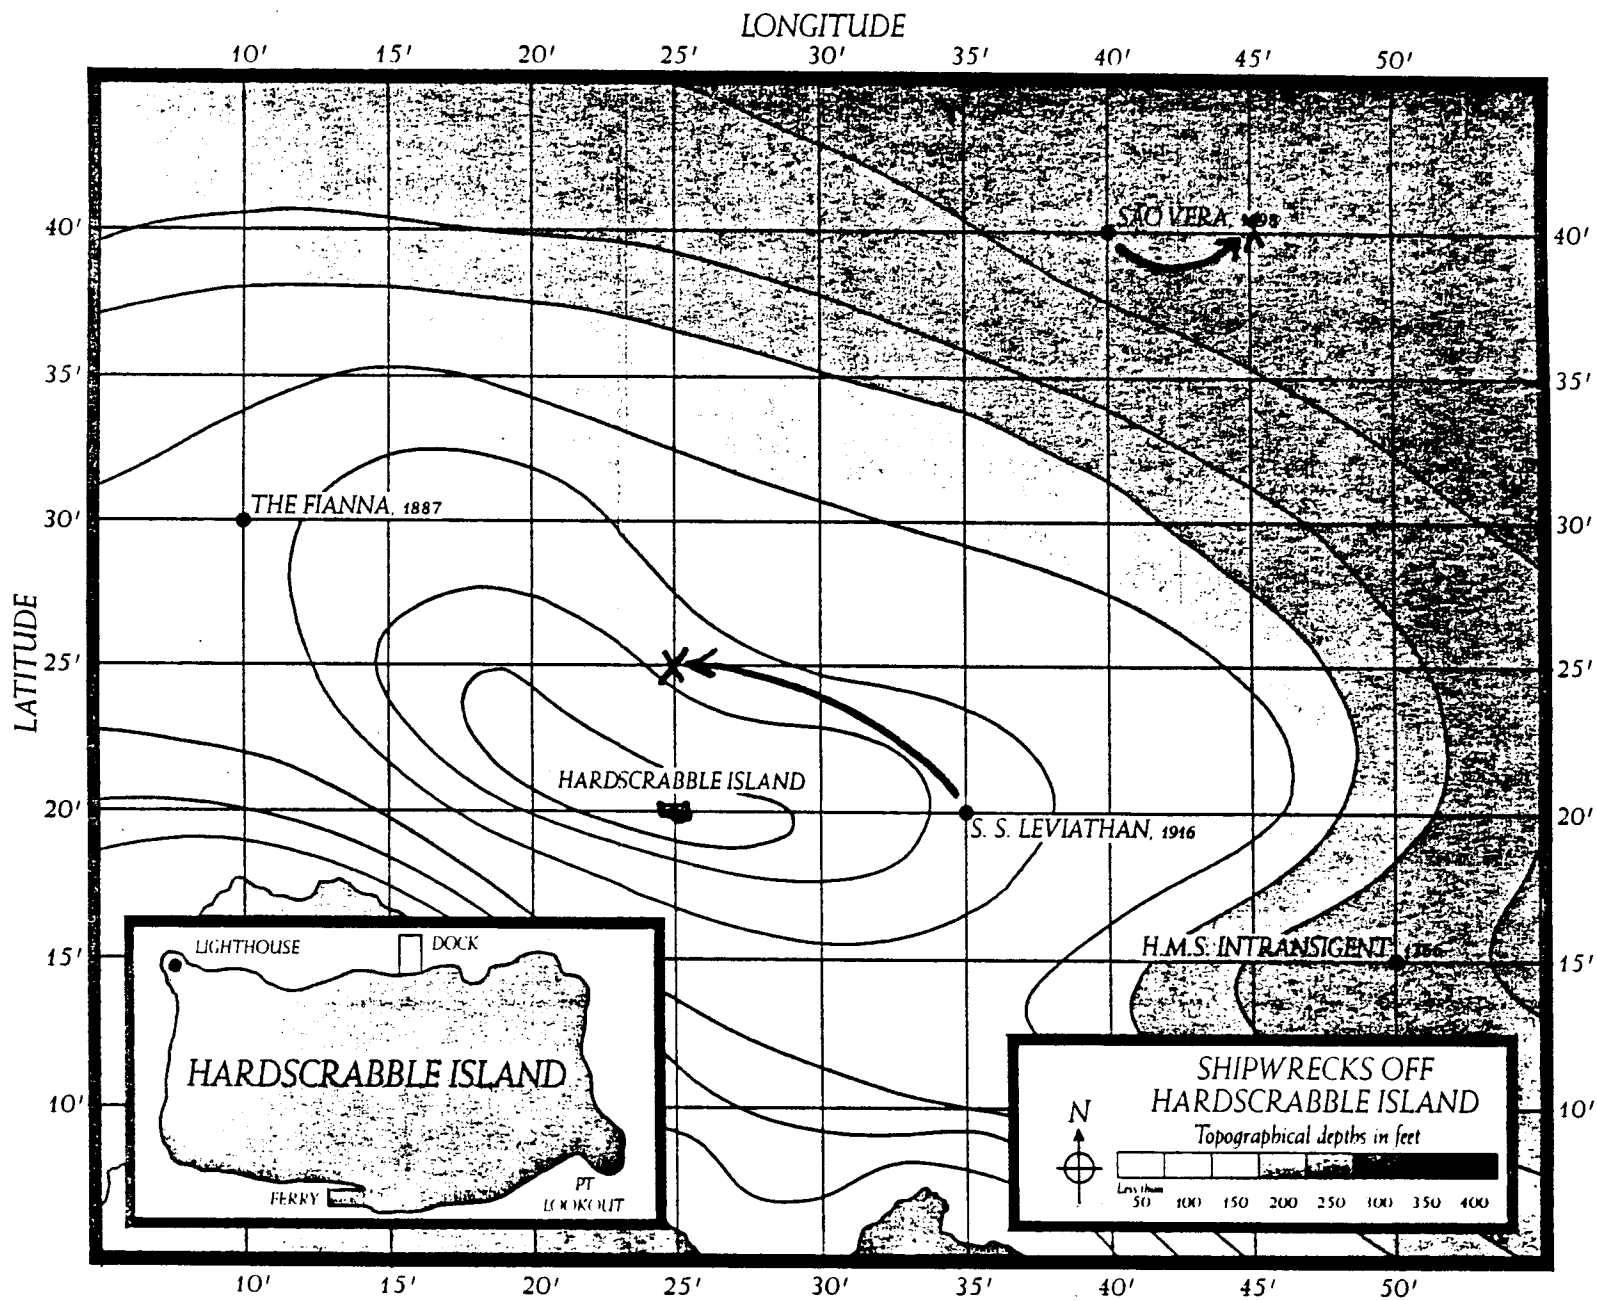 LONGITUDE
10' 15' 20' 25' 30' 35' 40' 45' 50'
SÃO VERA,
40' 40'
35' 35'
THE FIANNA, 1887
30' 30'
LATITUDE
25' 25'
HARDSCRABBLE ISLAND
20' 20'
S. S. LEVIATHAN, 1916
H.M.S. INTRANSIGENT,
15' 15'
LIGHTHOUSE
DOCK
HARDSCRABBLE ISLAND
FERRY
PT
LOOKOUT
10' 10'
SHIPWRECKS OFF
HARDSCRABBLE ISLAND
N
Topographical depths in feet
Less than
50 100 150 200 250 300 350 400
10' 15' 20' 25' 30' 35' 40' 45' 50'